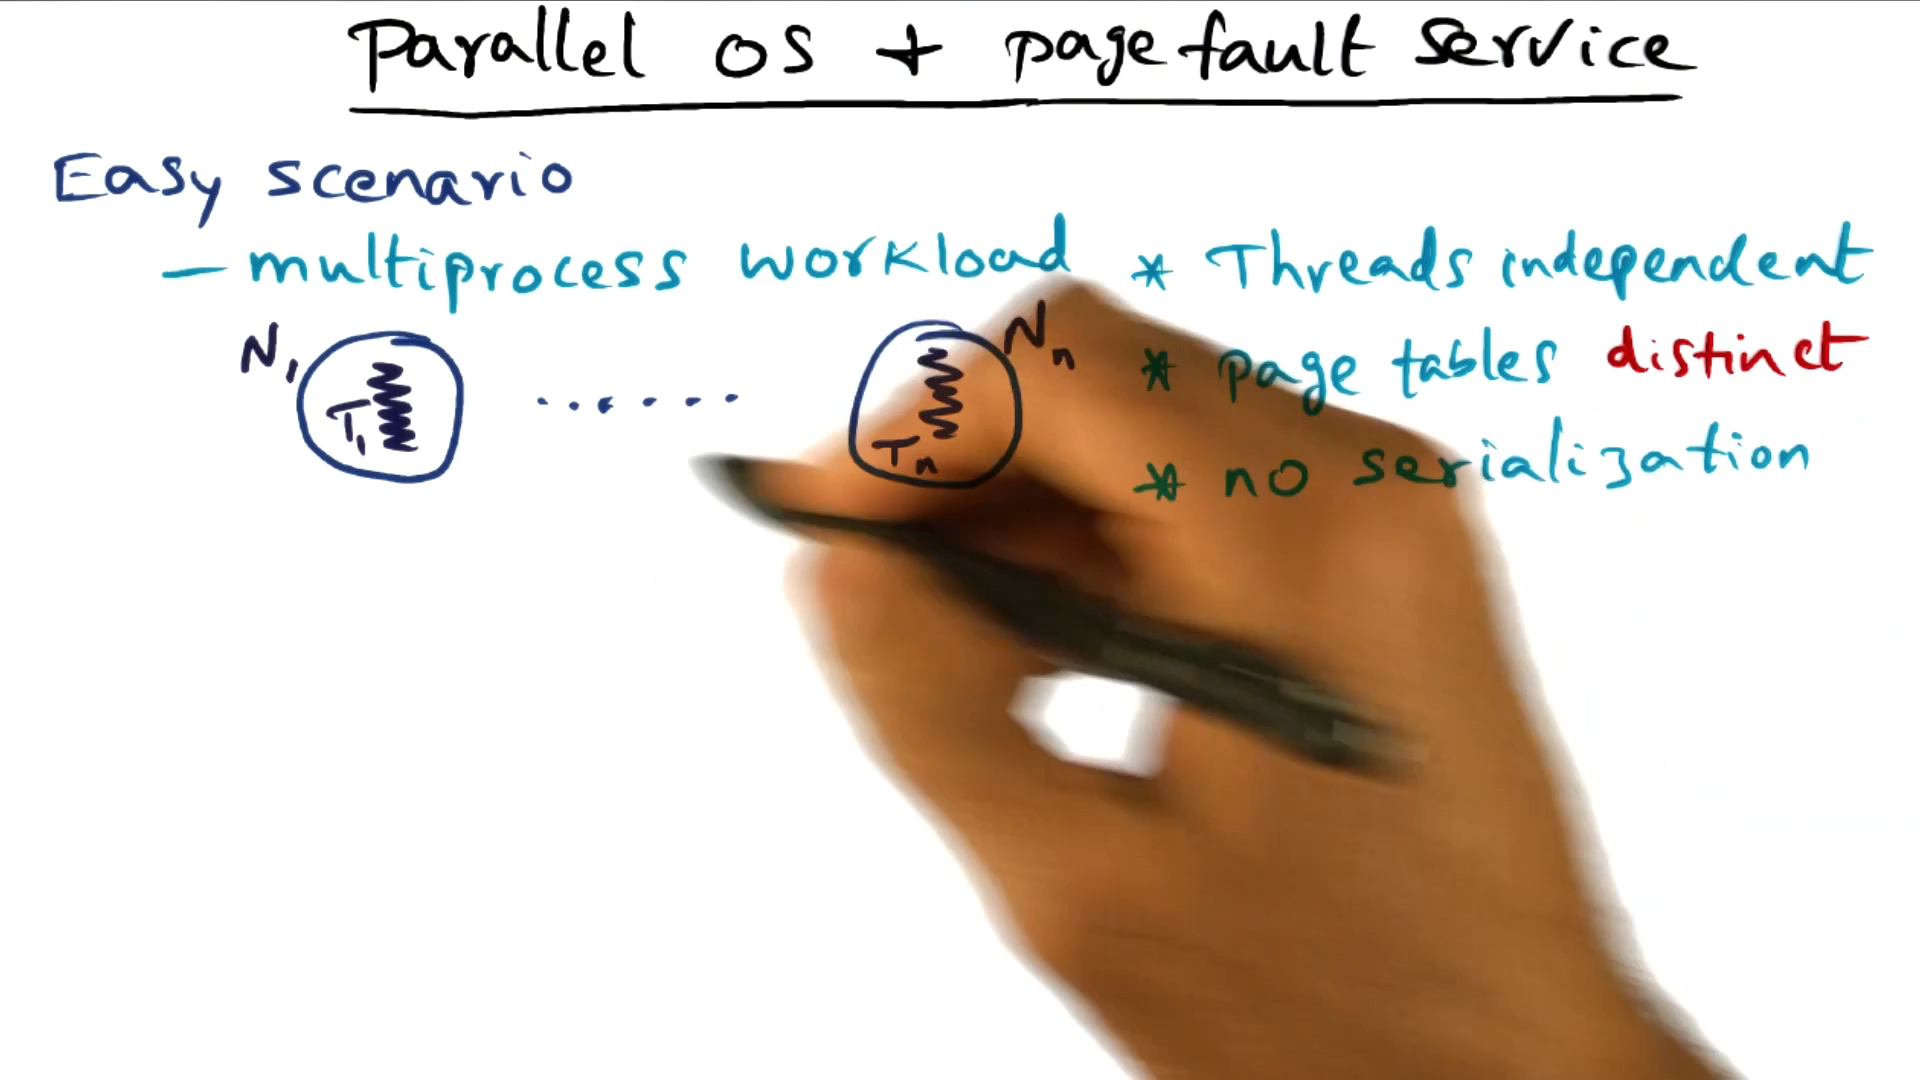 Parallel OS + page fault service
Easy scenario
- multiprocess workload
* Threads independent
* page tables distinct
* no serialization
N1 T1 ...... Tn Nn